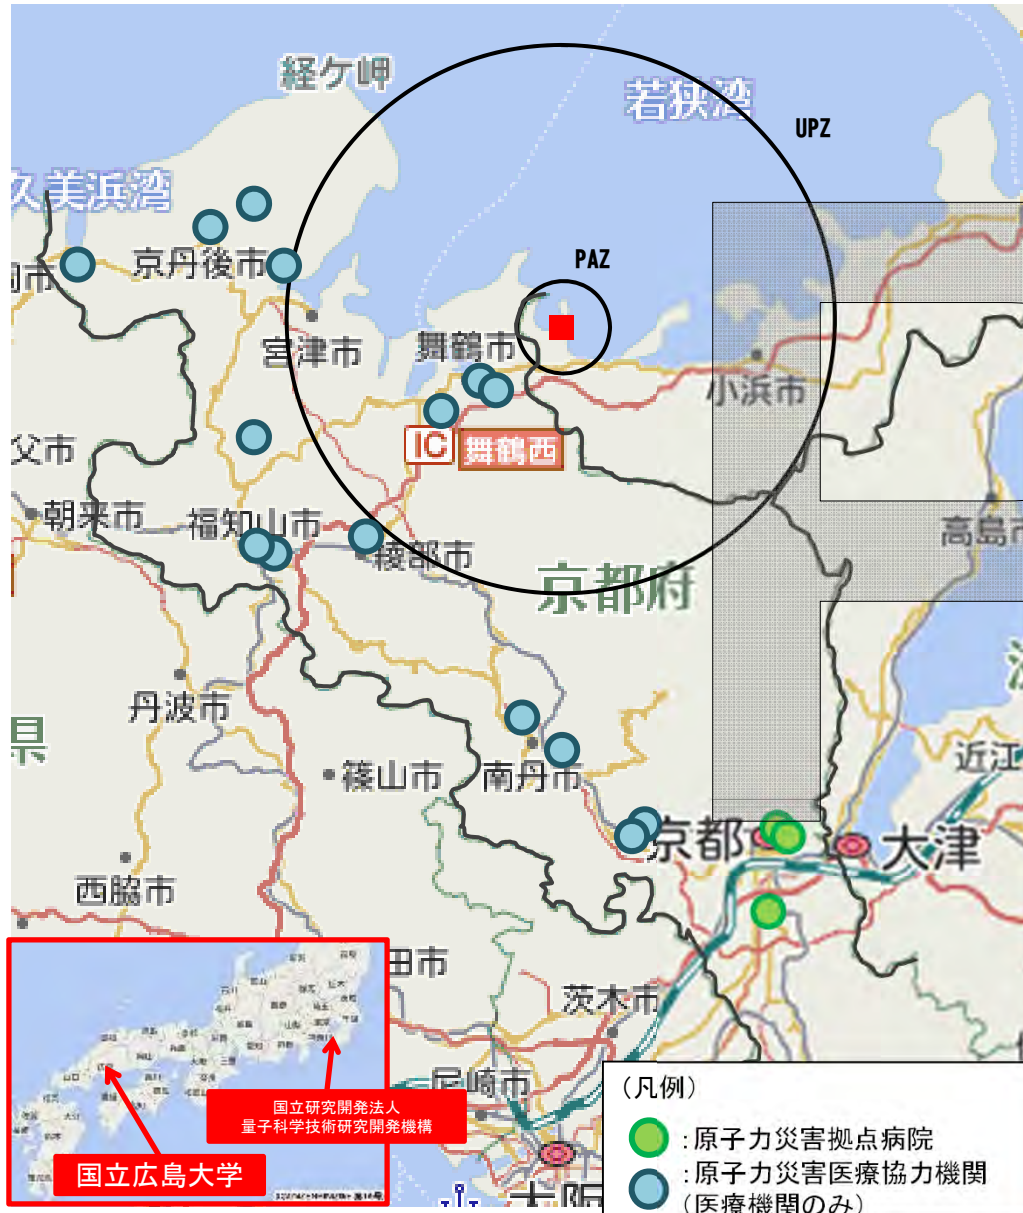 経ケ岬
若狭湾
UPZ
久美浜湾
PAZ
京丹後市
岡市
宮津市
舞鶴市
小浜市
IC 舞鶴西
父市
朝来市
福知山市
綾部市
高島市
京都府
丹波市
県
近江
篠山市
南丹市
京都
大津
西脇市
田市
茨木市
尼崎市
国立研究開発法人
量子科学技術研究開発機構
国立広島大学
大阪
(凡例)
:原子力災害拠点病院
:原子力災害医療協力機関
(医療機関のみ)